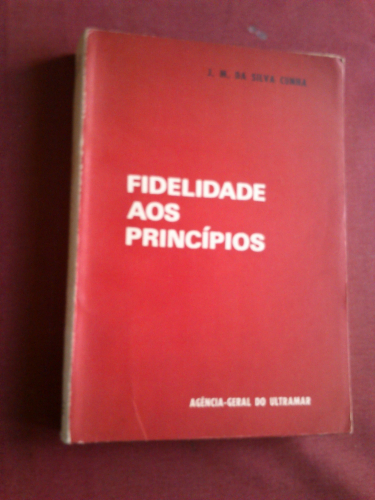 J. M. DA SILVA CUNHA
FIDELIDADE
AOS
PRINCÍPIOS
AGÊNCIA-GERAL DO ULTRAMAR